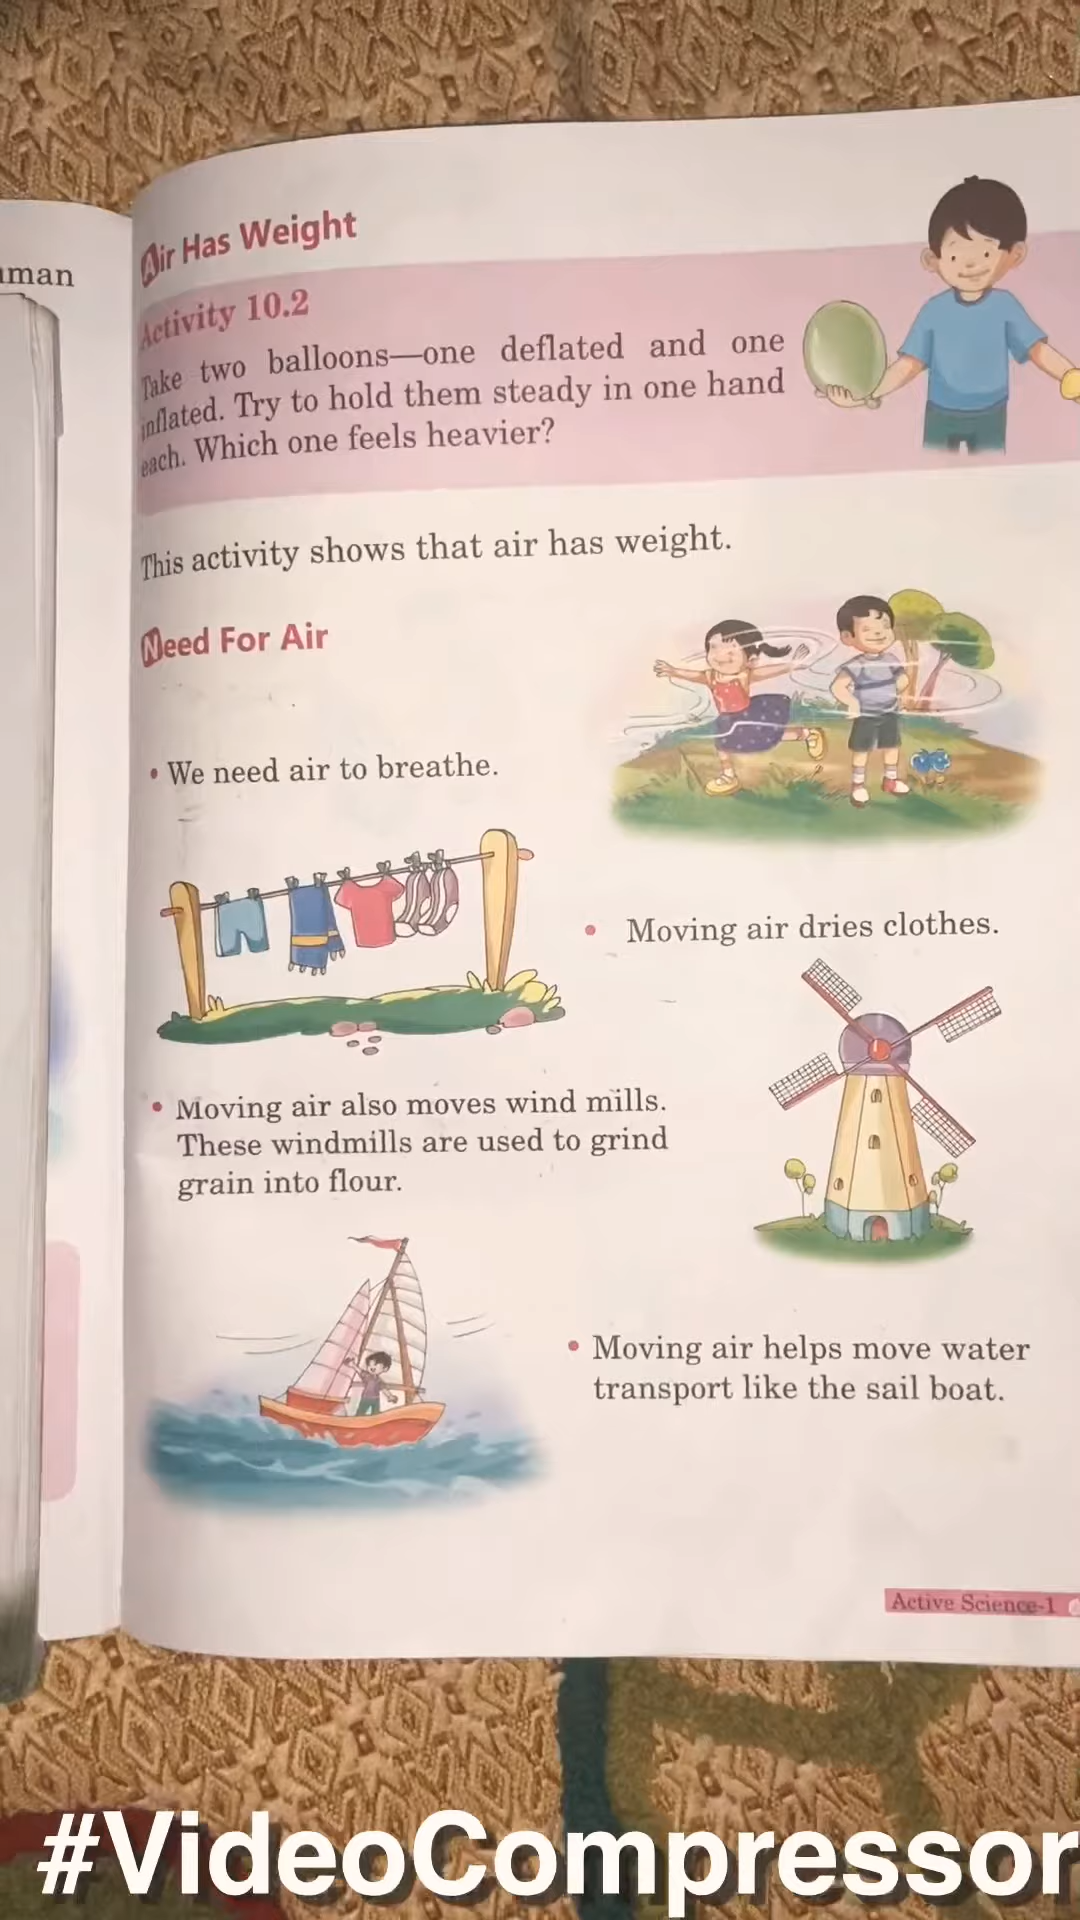 man
Air Has Weight
Activity 10.2
Take two balloons—one deflated and one
inflated. Try to hold them steady in one hand
each. Which one feels heavier?
This activity shows that air has weight.
Need For Air
• We need air to breathe.
• Moving air dries clothes.
• Moving air also moves wind mills.
These windmills are used to grind
grain into flour.
• Moving air helps move water
transport like the sail boat.
Active Science-1
#VideoCompressor